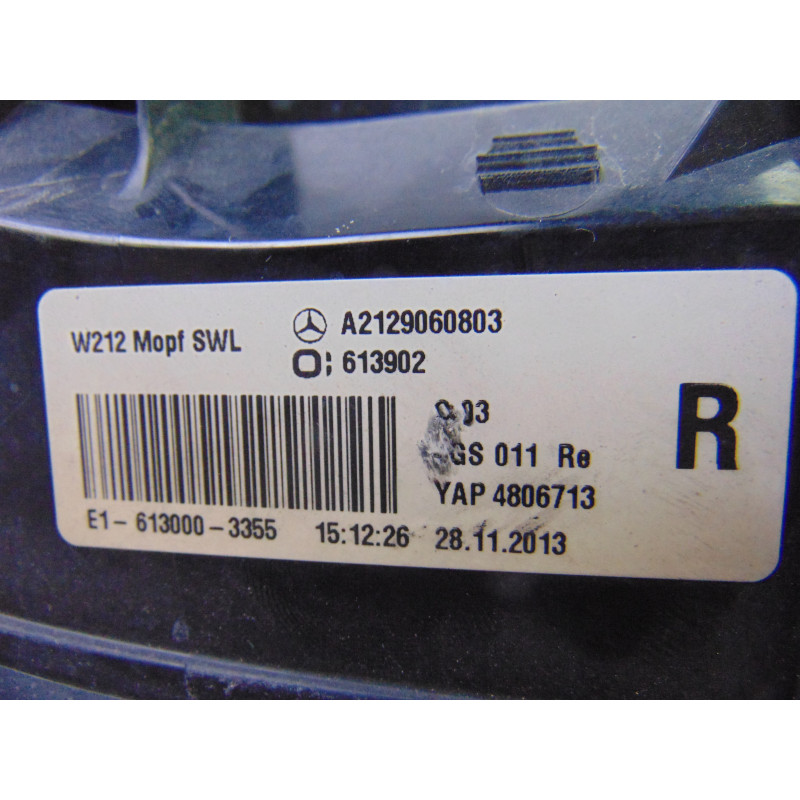 W212 Mopf SWL
A2129060803
613902
03
GS 011 Re
YAP 4806713
R
E1- 613000-3355 15:12:26 28.11.2013